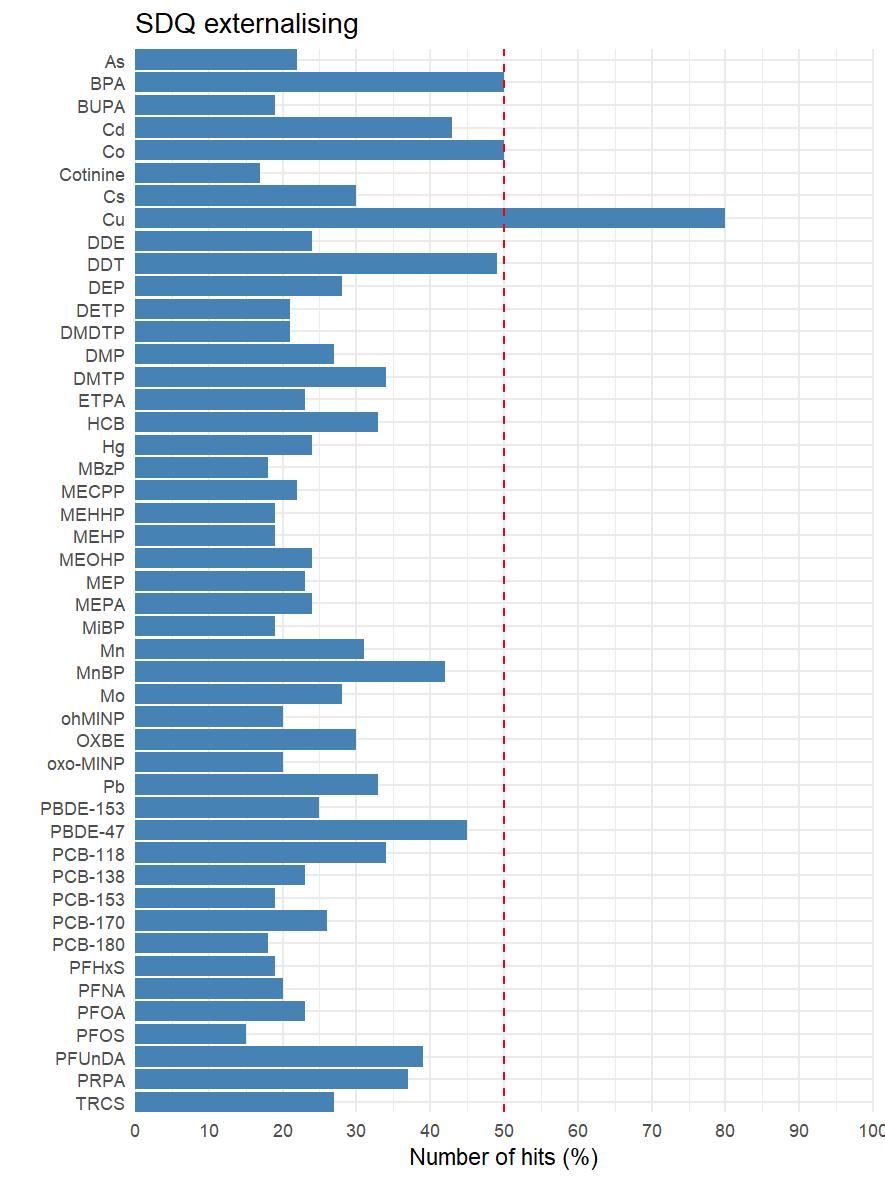 SDQ externalising
As
BPA
BUPA
Cd
Co
Cotinine
Cs
Cu
DDE
DDT
DEP
DETP
DMDTP
DMP
DMTP
ETPA
HCB
Hg
MBzP
MECPP
MEHHP
MEHP
MEOHP
MEP
MEPA
MiBP
Mn
MnBP
Mo
ohMINP
OXBE
oxo-MINP
Pb
PBDE-153
PBDE-47
PCB-118
PCB-138
PCB-153
PCB-170
PCB-180
PFHxS
PFNA
PFOA
PFOS
PFUnDA
PRPA
TRCS
0 10 20 30 40 50 60 70 80 90 100
Number of hits (%)